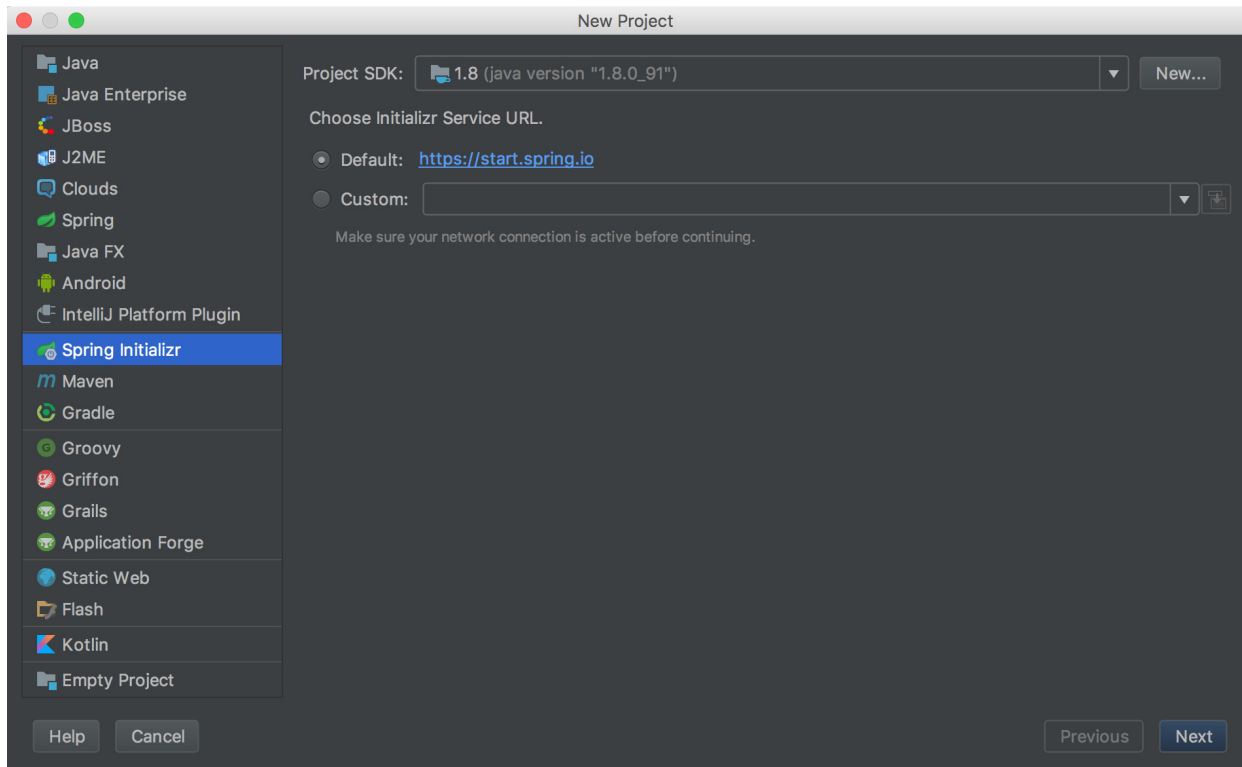 New Project
Java
Java Enterprise
JBoss
J2ME
Clouds
Spring
Java FX
Android
IntelliJ Platform Plugin
Spring Initializr
Maven
Gradle
Groovy
Griffon
Grails
Application Forge
Static Web
Flash
Kotlin
Empty Project
Project SDK: 1.8 (java version "1.8.0_91") New...
Choose Initializr Service URL.
Default: https://start.spring.io
Custom:
Make sure your network connection is active before continuing.
Help Cancel Previous Next